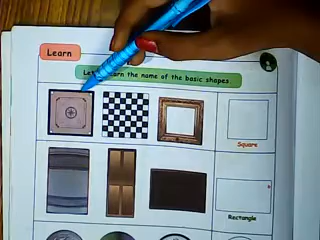 Learn
Let's learn the name of the basic shapes.
Square
Rectangle